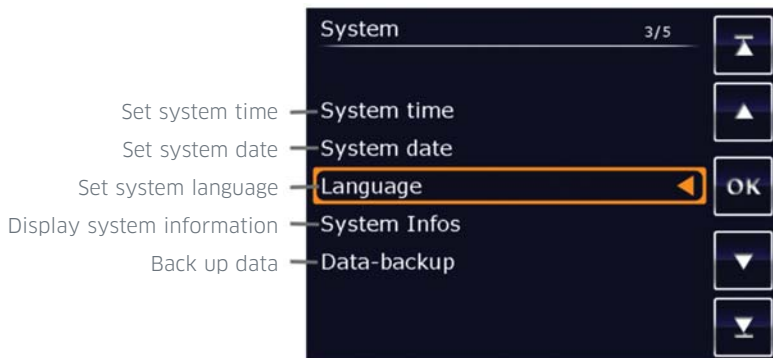 System 3/5
Set system time System time
Set system date System date
Set system language Language OK
Display system information System Infos
Back up data Data-backup